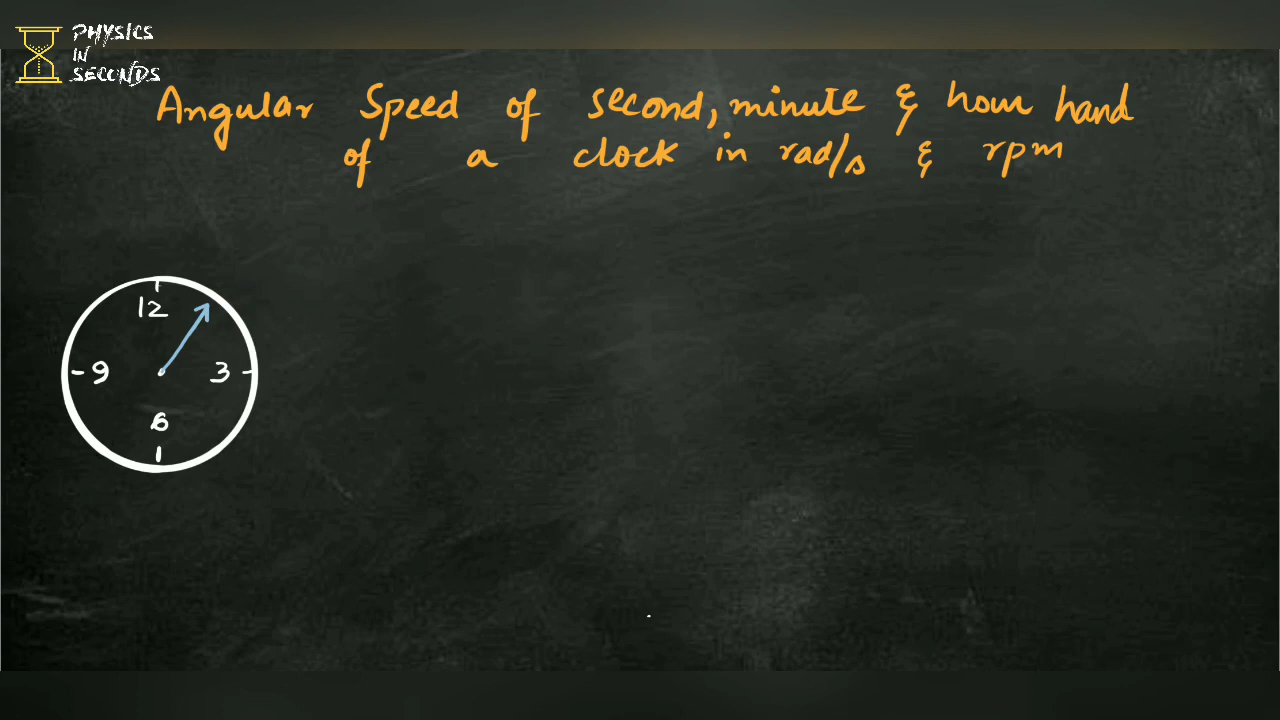 PHYSICS
IN
SECONDS
Angular Speed of second, minute & hour hand
of a clock in rad/s & rpm
12
9 3
6